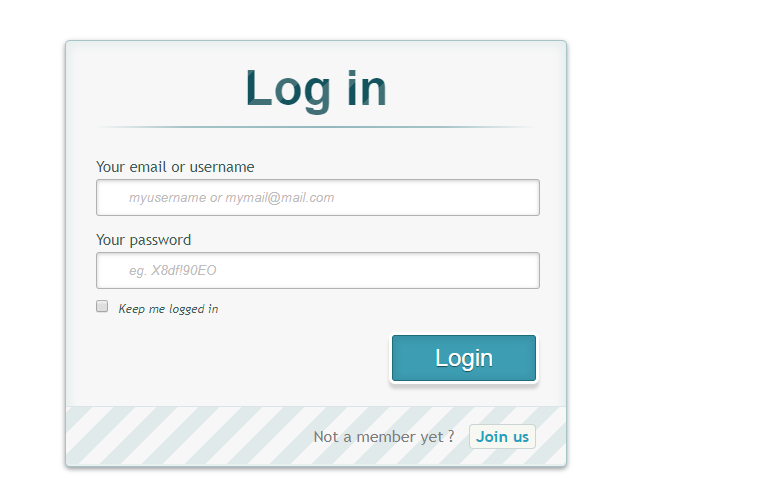 Log in
Your email or username
myusername or mymail@mail.com
Your password
eg. X8df!90EO
Keep me logged in
Login
Not a member yet ? Join us